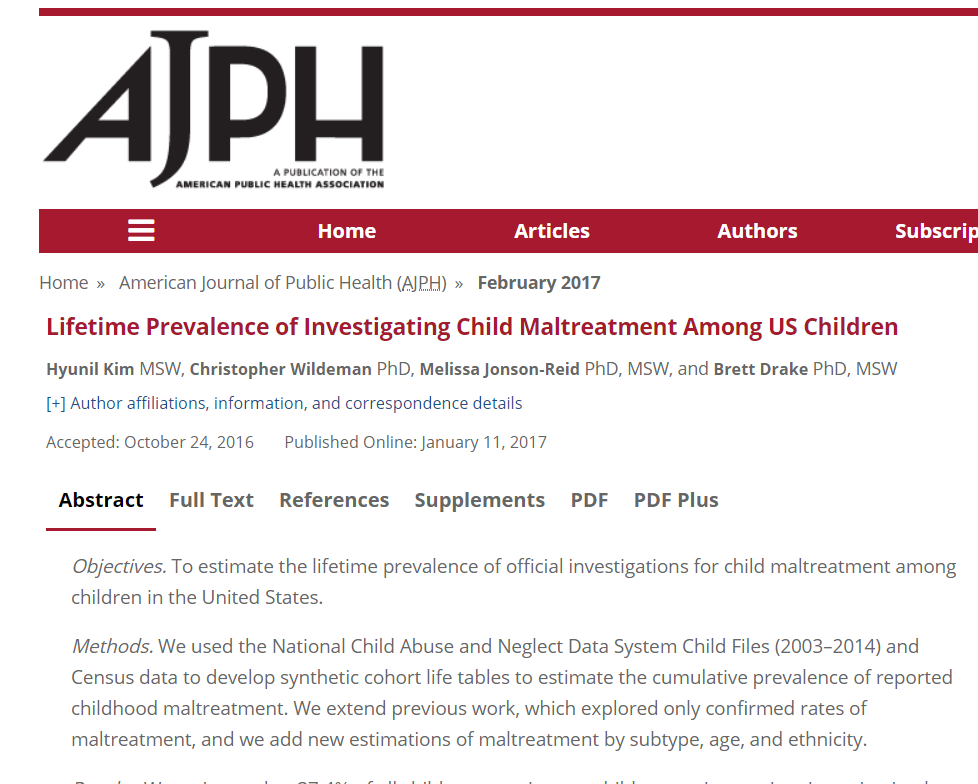 AJPH
A PUBLICATION OF THE
AMERICAN PUBLIC HEALTH ASSOCIATION
Home Articles Authors Subscrip
Home » American Journal of Public Health (AJPH) » February 2017
Lifetime Prevalence of Investigating Child Maltreatment Among US Children
Hyunil Kim MSW, Christopher Wildeman PhD, Melissa Jonson-Reid PhD, MSW, and Brett Drake PhD, MSW
[+] Author affiliations, information, and correspondence details
Accepted: October 24, 2016 Published Online: January 11, 2017
Abstract Full Text References Supplements PDF PDF Plus
Objectives. To estimate the lifetime prevalence of official investigations for child maltreatment among
children in the United States.
Methods. We used the National Child Abuse and Neglect Data System Child Files (2003–2014) and
Census data to develop synthetic cohort life tables to estimate the cumulative prevalence of reported
childhood maltreatment. We extend previous work, which explored only confirmed rates of
maltreatment, and we add new estimations of maltreatment by subtype, age, and ethnicity.